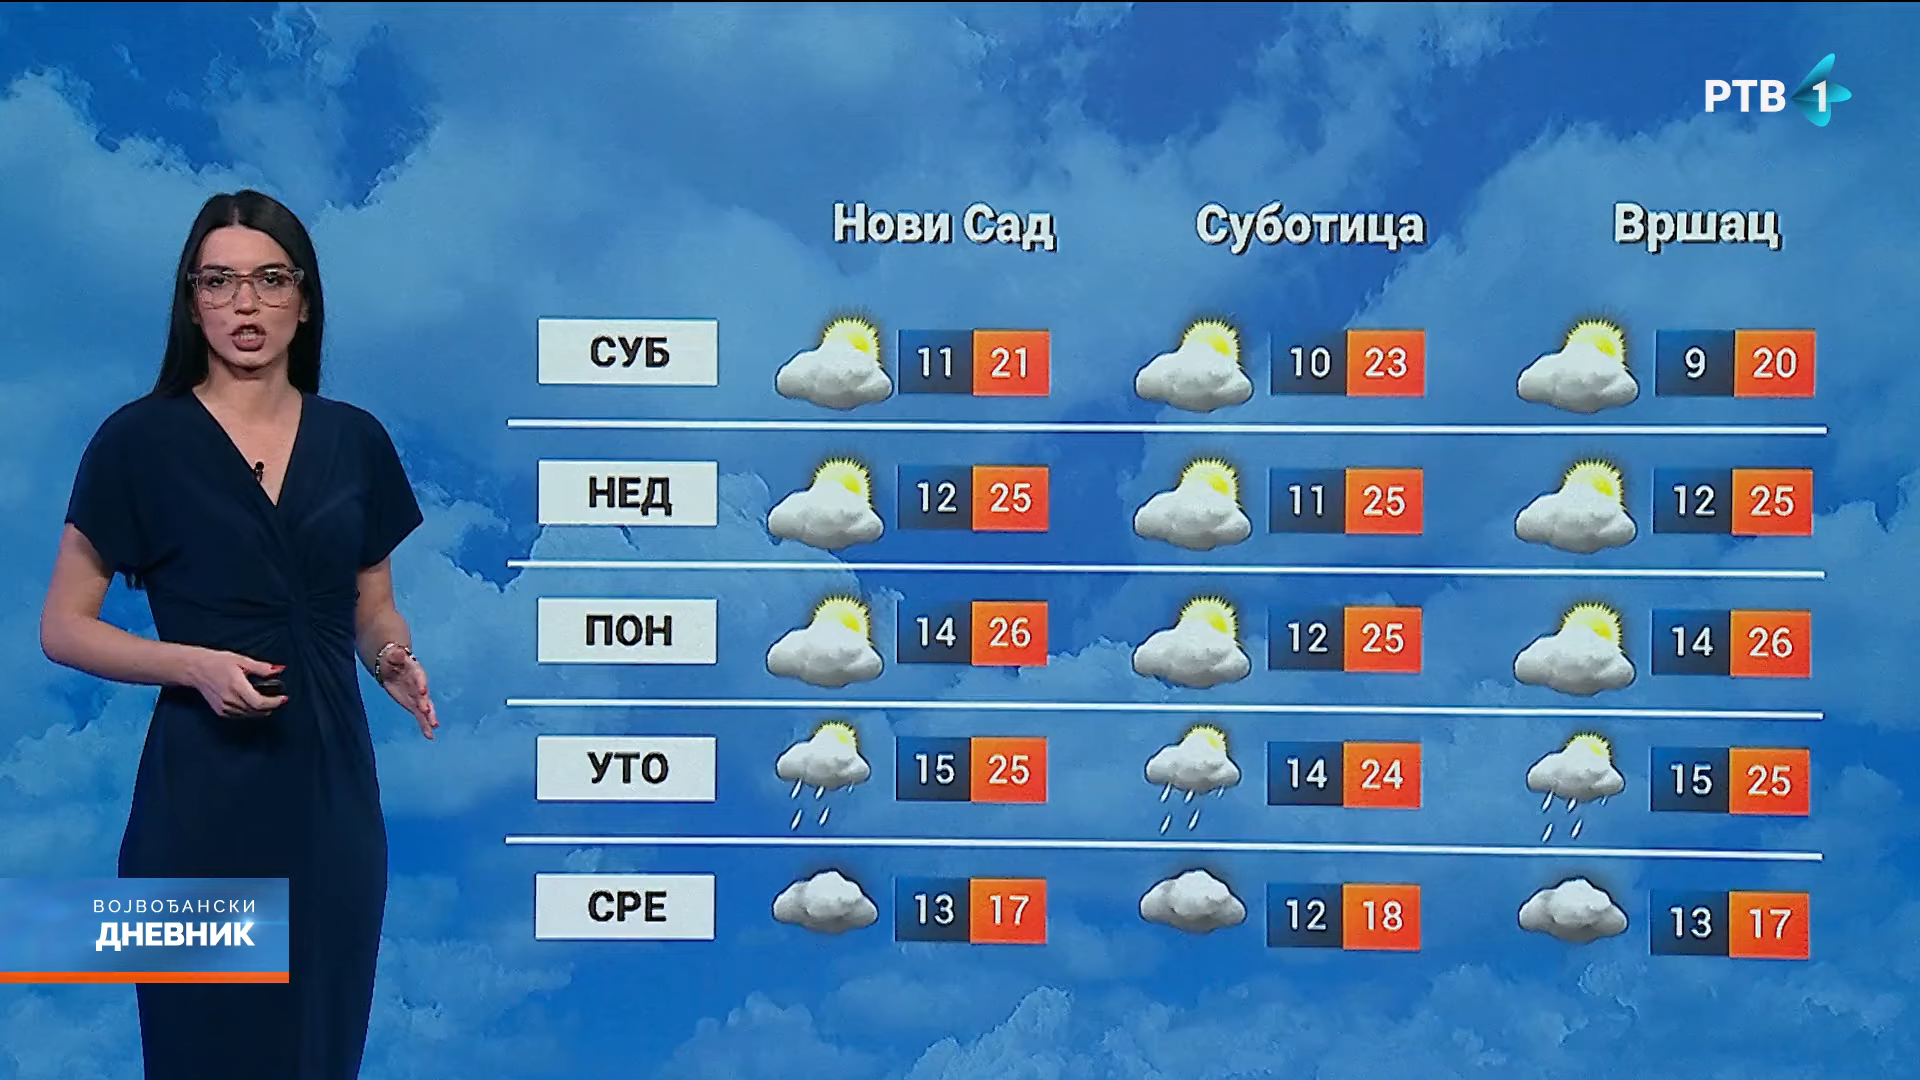 РТВ 1
Нови Сад Суботица Вршац
СУБ 11 21 10 23 9 20
НЕД 12 25 11 25 12 25
ПОН 14 26 12 25 14 26
УТО 15 25 14 24 15 25
СРЕ 13 17 12 18 13 17
ВОЈВОЂАНСКИ
ДНЕВНИК